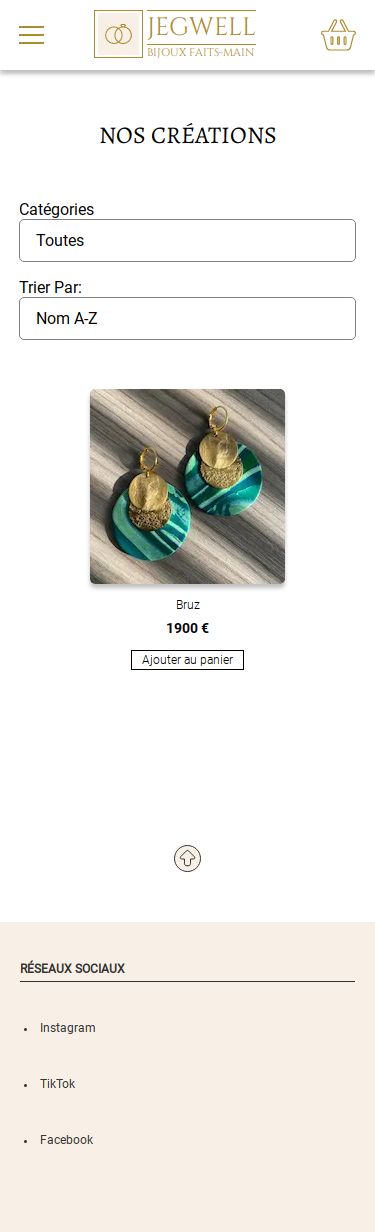 JEGWELL
BIJOUX FAITS-MAIN
NOS CRÉATIONS
Catégories
Toutes
Trier Par:
Nom A-Z
Bruz
1900 €
Ajouter au panier
RÉSEAUX SOCIAUX
Instagram
TikTok
Facebook